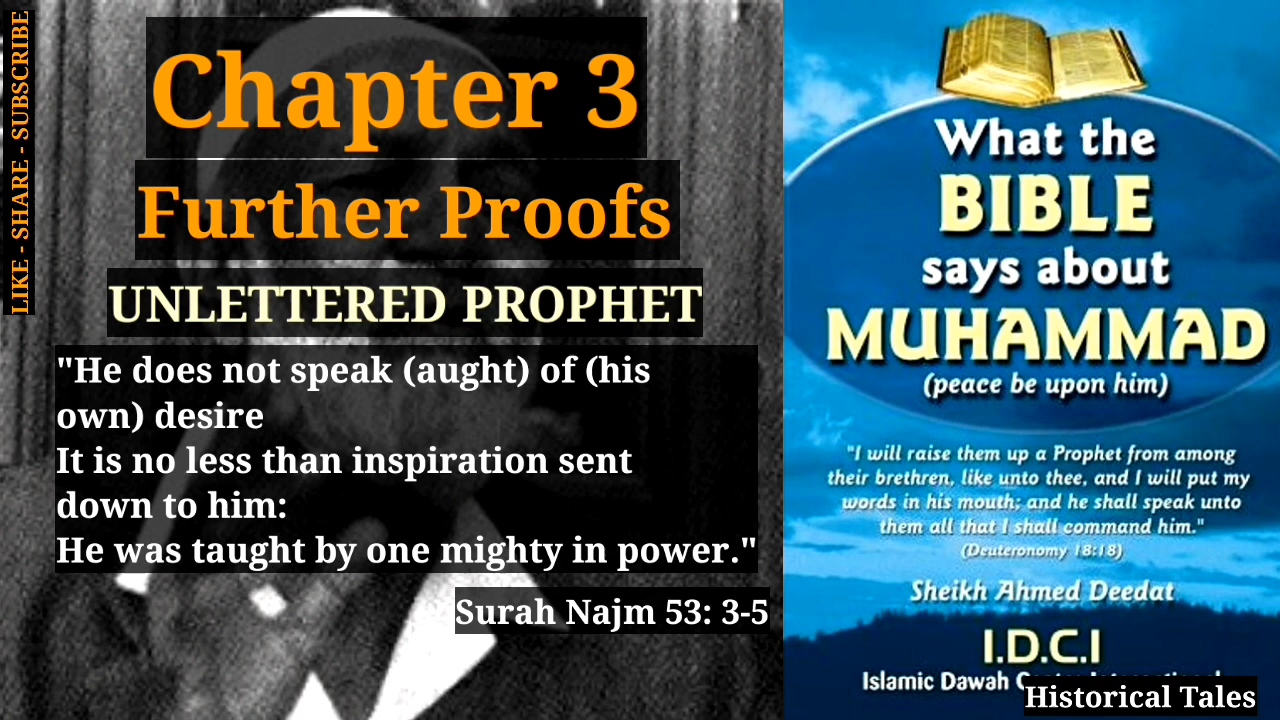 LIKE - SHARE - SUBSCRIBE
Chapter 3
Further Proofs
UNLETTERED PROPHET
"He does not speak (aught) of (his
own) desire
It is no less than inspiration sent
down to him:
He was taught by one mighty in power."
Surah Najm 53: 3-5
What the
BIBLE
says about
MUHAMMAD
(peace be upon him)
"I will raise them up a Prophet from among
their brethren, like unto thee, and I will put my
words in his mouth; and he shall speak unto
them all that I shall command him."
(Deuteronomy 18:18)
Sheikh Ahmed Deedat
I.D.C.I
Islamic Dawah
Historical Tales